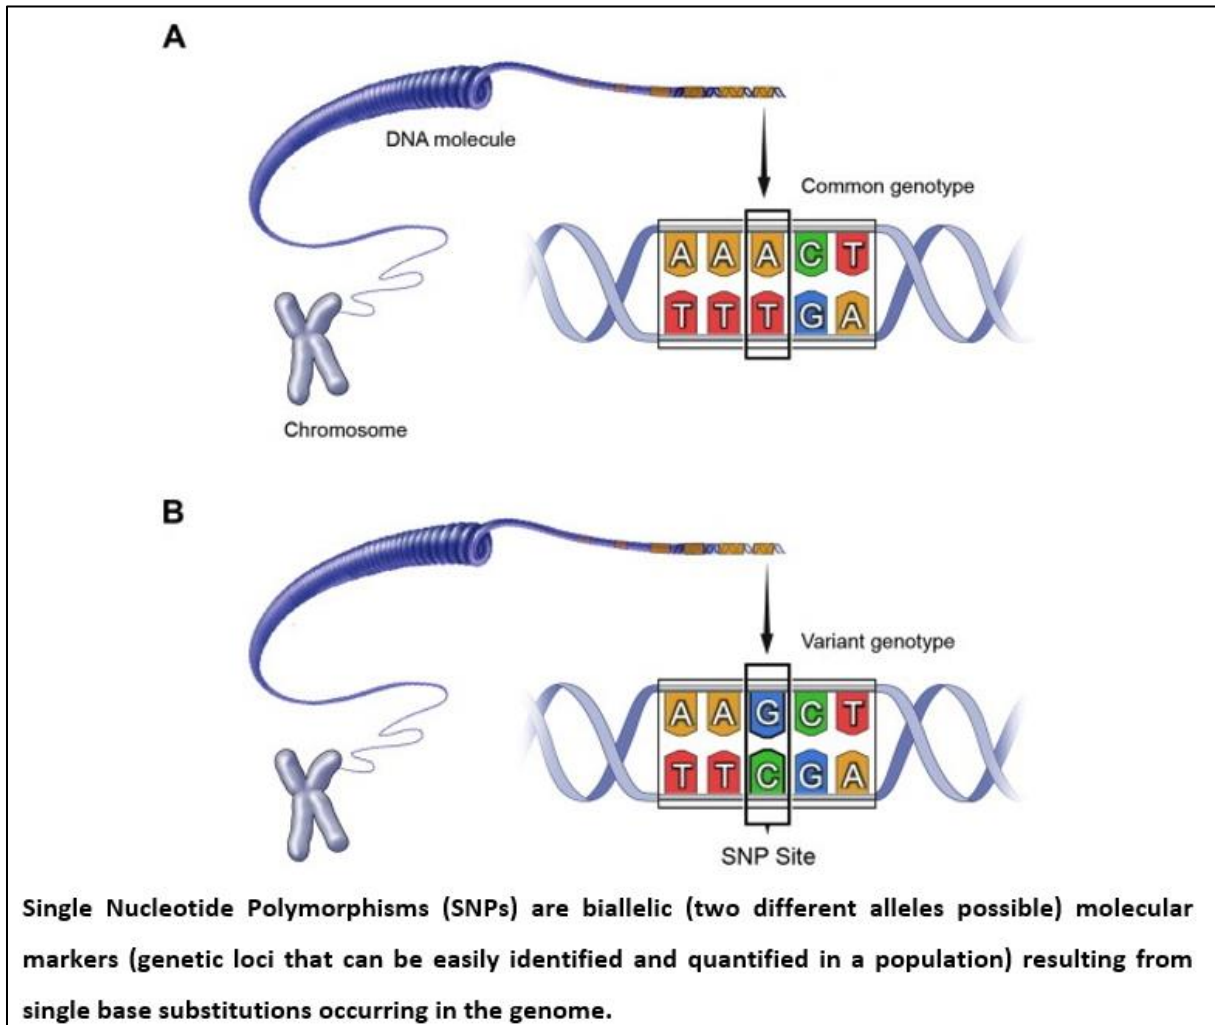 A
DNA molecule
Common genotype
A A A C T
T T T G A
Chromosome
B
Variant genotype
A A G C T
T T C G A
SNP Site
Single Nucleotide Polymorphisms (SNPs) are biallelic (two different alleles possible) molecular
markers (genetic loci that can be easily identified and quantified in a population) resulting from
single base substitutions occurring in the genome.